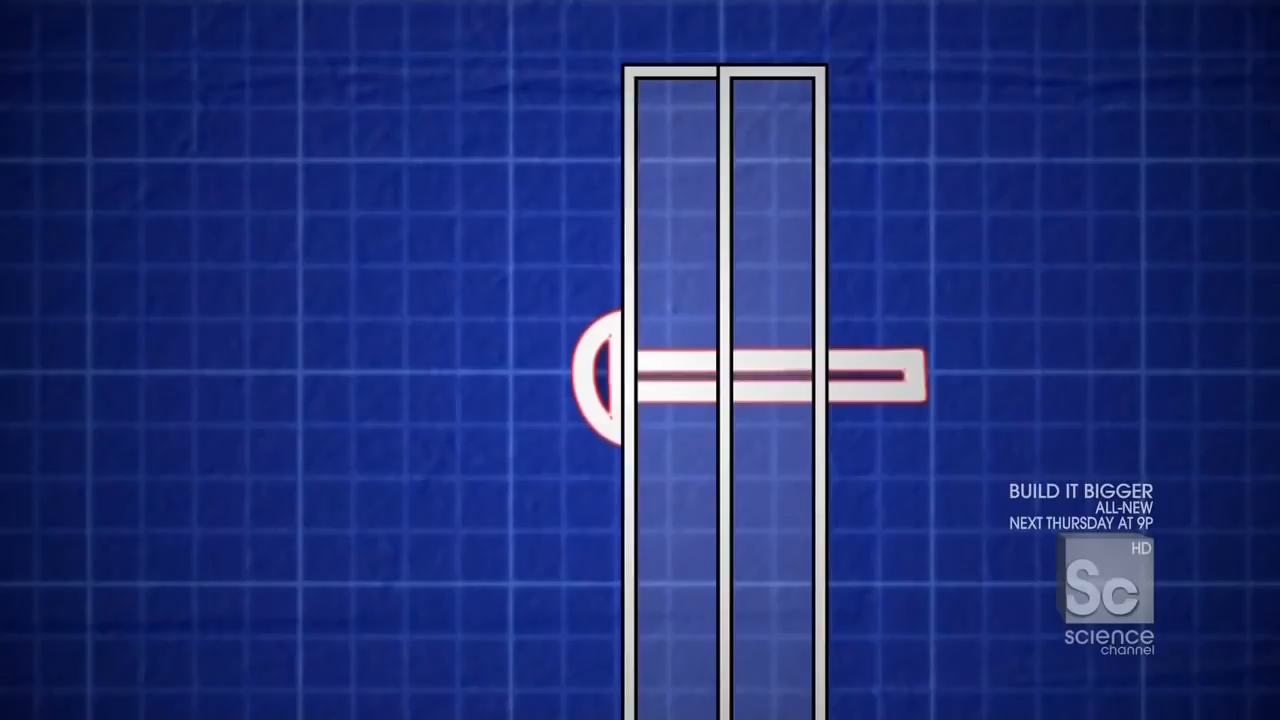 BUILD IT BIGGER
ALL-NEW
NEXT THURSDAY AT 9P
HD
Sc
science
channel